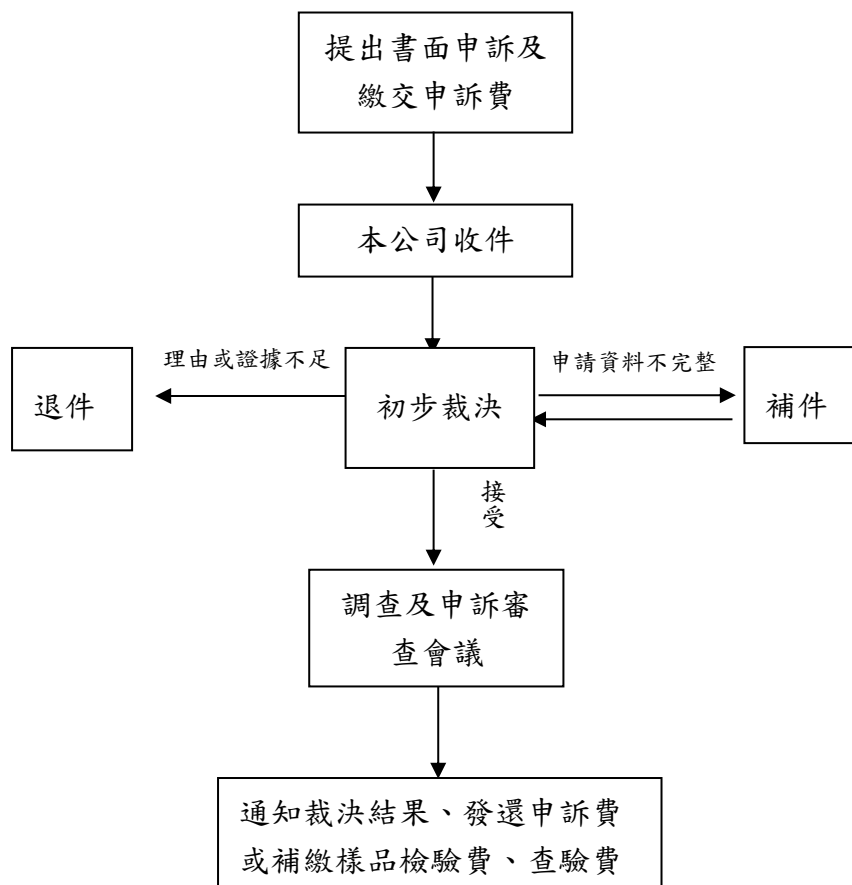 提出書面申訴及
繳交申訴費
本公司收件
理由或證據不足
申請資料不完整
退件
初步裁決
補件
接
受
調查及申訴審
查會議
通知裁決結果、發還申訴費
或補繳樣品檢驗費、查驗費